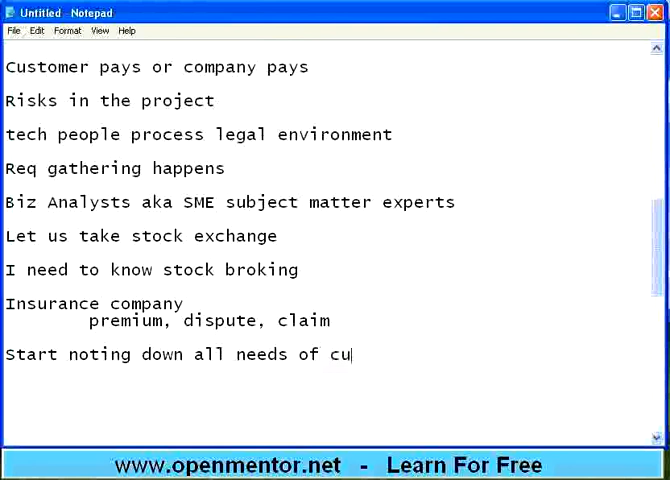 Untitled - Notepad
File Edit Format View Help
Customer pays or company pays
Risks in the project
tech people process legal environment
Req gathering happens
Biz Analysts aka SME subject matter experts
Let us take stock exchange
I need to know stock broking
Insurance company
premium, dispute, claim
Start noting down all needs of cu
www.openmentor.net - Learn For Free